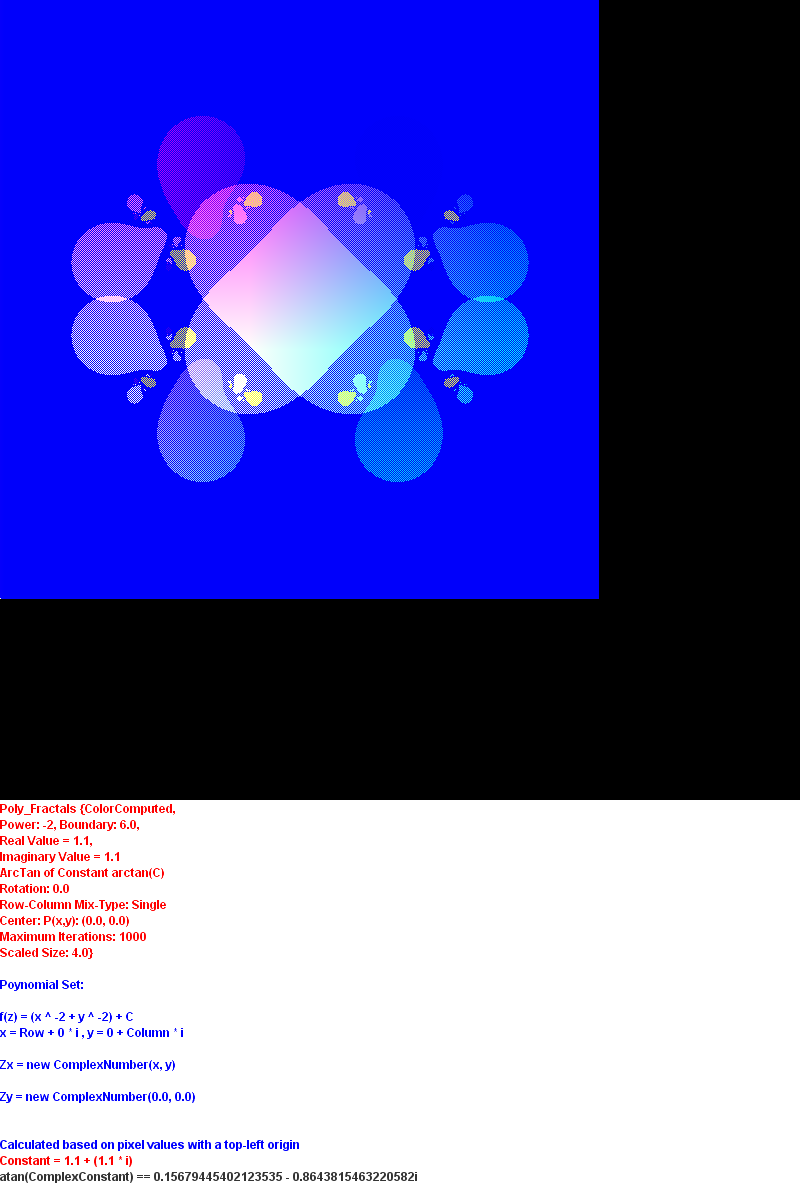 Poly_Fractals {ColorComputed,
Power: -2, Boundary: 6.0,
Real Value = 1.1,
Imaginary Value = 1.1
ArcTan of Constant arctan(C)
Rotation: 0.0
Row-Column Mix-Type: Single
Center: P(x,y): (0.0, 0.0)
Maximum Iterations: 1000
Scaled Size: 4.0}
Poynomial Set:
f(z) = (x ^ -2 + y ^ -2) + C
x = Row + 0 * i , y = 0 + Column * i
Zx = new ComplexNumber(x, y)
Zy = new ComplexNumber(0.0, 0.0)
Calculated based on pixel values with a top-left origin
Constant = 1.1 + (1.1 * i)
atan(ComplexConstant) == 0.15679445402123535 - 0.8643815463220582i